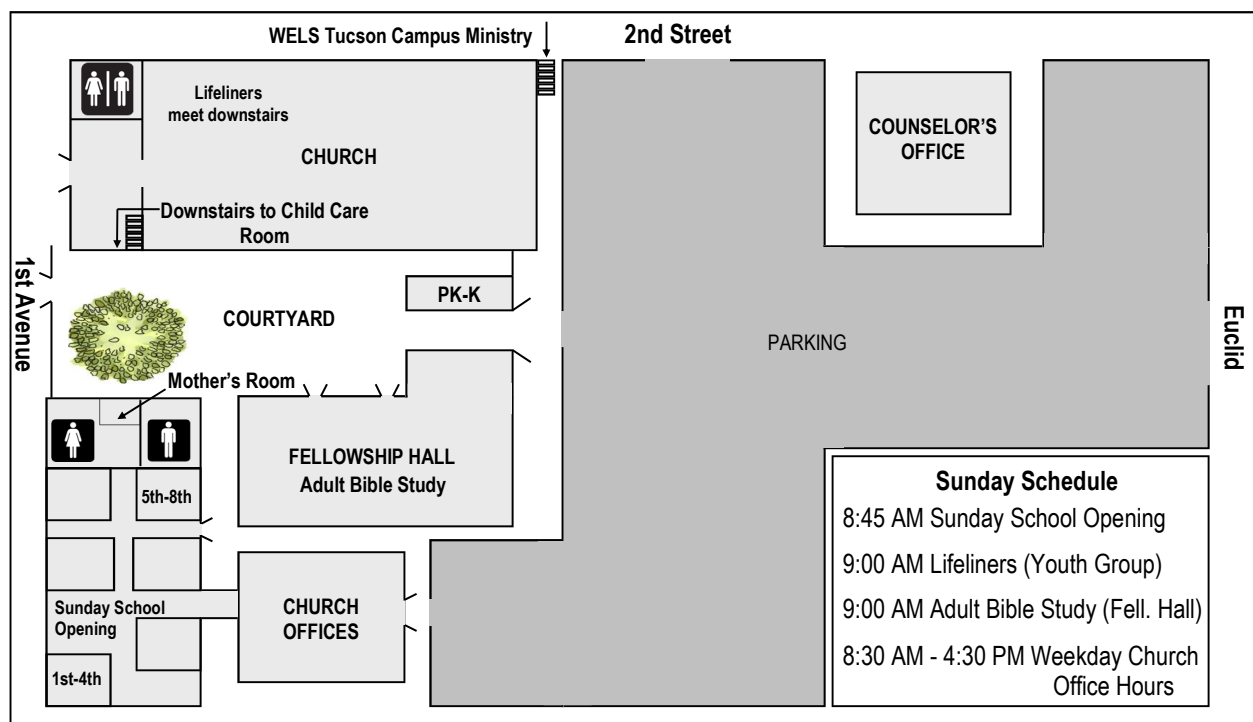 WELS Tucson Campus Ministry
2nd Street
Lifeliners
meet downstairs
CHURCH
COUNSELOR'S
OFFICE
Downstairs to Child Care
Room
1st Avenue
PK-K
COURTYARD
PARKING
Euclid
Mother's Room
FELLOWSHIP HALL
Adult Bible Study
5th-8th
Sunday School
Opening
CHURCH
OFFICES
1st-4th
Sunday Schedule
8:45 AM Sunday School Opening
9:00 AM Lifeliners (Youth Group)
9:00 AM Adult Bible Study (Fell. Hall)
8:30 AM - 4:30 PM Weekday Church
Office Hours